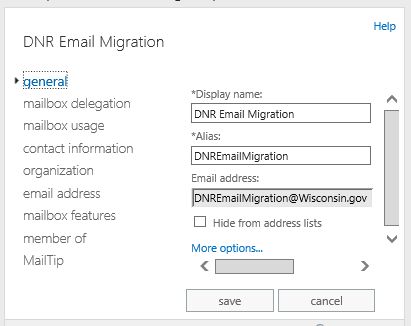 Help
DNR Email Migration
general
mailbox delegation
mailbox usage
contact information
organization
email address
mailbox features
member of
MailTip
*Display name:
DNR Email Migration
*Alias:
DNREmailMigration
Email address:
DNREmailMigration@Wisconsin.gov
Hide from address lists
More options...
save
cancel